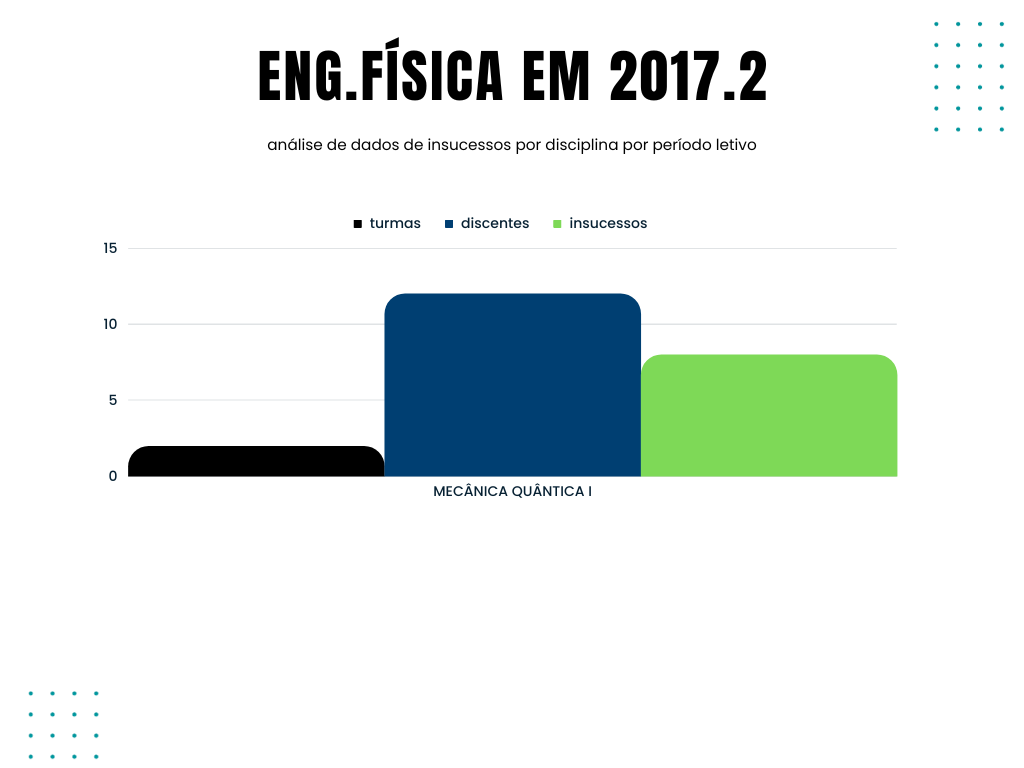 ENG.FÍSICA EM 2017.2
análise de dados de insucessos por disciplina por período letivo
turmas discentes insucessos
15
10
5
0
MECÂNICA QUÂNTICA I